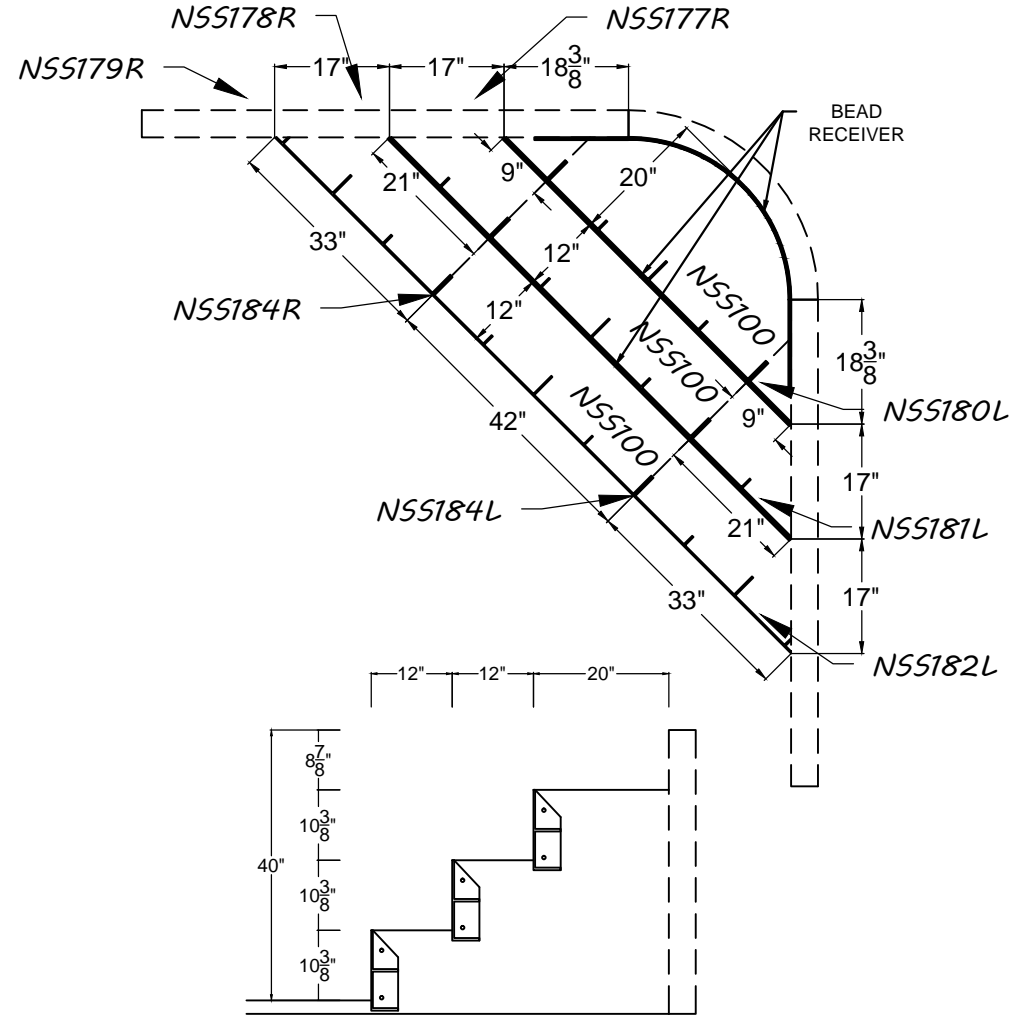 NSS178R
NSS177R
NSS179R
17"
17"
18 3/8"
BEAD
RECEIVER
9"
20"
21"
33"
12"
NSS100
NSS184R
12"
NSS100
18 3/8"
NSS180L
9"
42"
NSS100
17"
NSS184L
21"
NSS181L
33"
17"
NSS182L
12"
12"
20"
8 7/8"
10 3/8"
40"
10 3/8"
10 3/8"